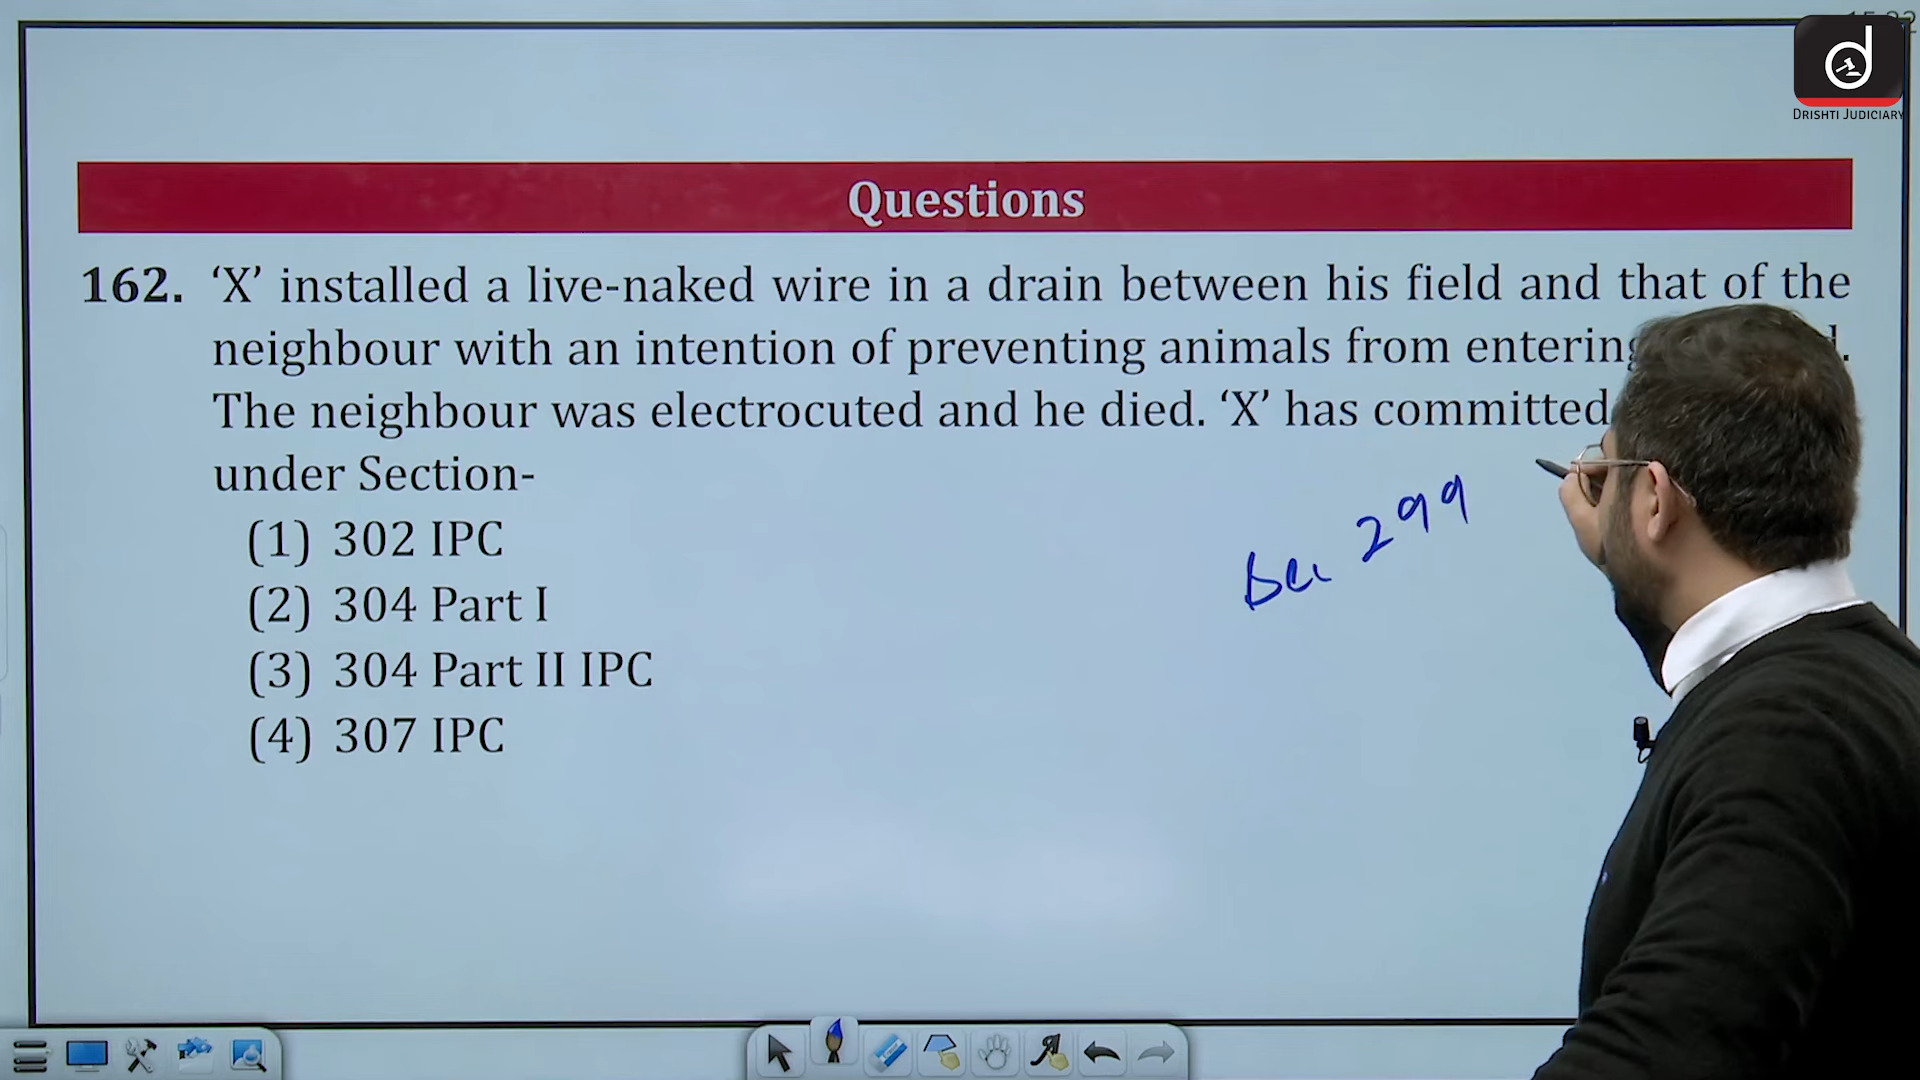 DRISHTI JUDICIARY
Questions
162. ‘X’ installed a live-naked wire in a drain between his field and that of the
neighbour with an intention of preventing animals from entering
The neighbour was electrocuted and he died. ‘X’ has committed
under Section-
(1) 302 IPC
(2) 304 Part I
(3) 304 Part II IPC
(4) 307 IPC
299